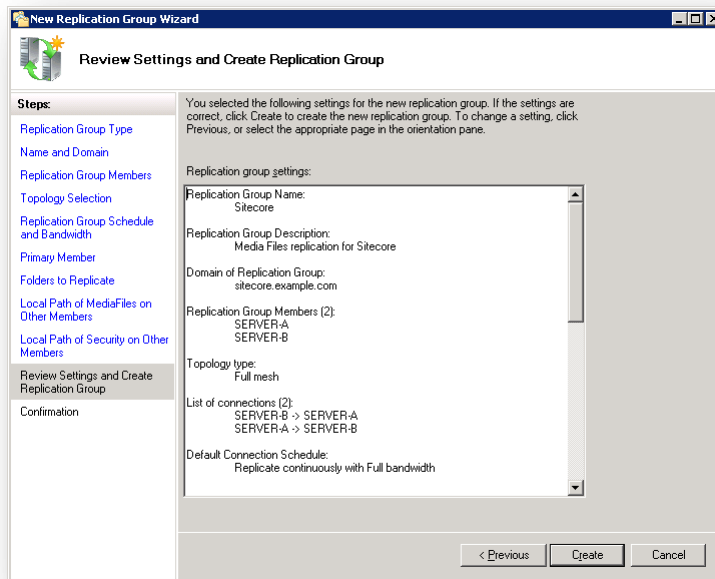 New Replication Group Wizard
Review Settings and Create Replication Group
Steps:
Replication Group Type
Name and Domain
Replication Group Members
Topology Selection
Replication Group Schedule
and Bandwidth
Primary Member
Folders to Replicate
Local Path of MediaFiles on
Other Members
Local Path of Security on Other
Members
Review Settings and Create
Replication Group
Confirmation
You selected the following settings for the new replication group. If the settings are
correct, click Create to create the new replication group. To change a setting, click
Previous, or select the appropriate page in the orientation pane.
Replication group settings:
Replication Group Name:
Sitecore
Replication Group Description:
Media Files replication for Sitecore
Domain of Replication Group:
sitecore.example.com
Replication Group Members (2):
SERVER-A
SERVER-B
Topology type:
Full mesh
List of connections (2):
SERVER-B -> SERVER-A
SERVER-A -> SERVER-B
Default Connection Schedule:
Replicate continuously with Full bandwidth
< Previous
Create
Cancel